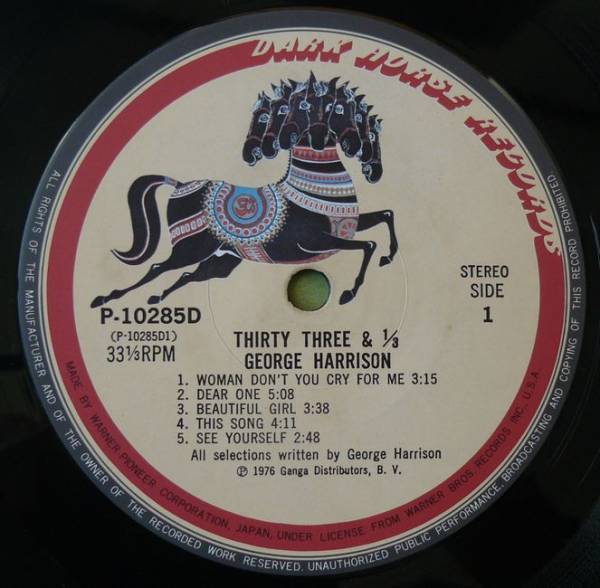 DARK HORSE RECORDS
STEREO
SIDE
1
P-10285D
(P-10285D1)
33⅓RPM
THIRTY THREE & ⅓
GEORGE HARRISON
1. WOMAN DON'T YOU CRY FOR ME 3:15
2. DEAR ONE 5:08
3. BEAUTIFUL GIRL 3:38
4. THIS SONG 4:11
5. SEE YOURSELF 2:48
All selections written by George Harrison
℗ 1976 Ganga Distributors, B. V.
MADE BY WARNER-PIONEER CORPORATION, JAPAN, UNDER LICENSE FROM WARNER BROS. RECORDS INC., U.S.A.
ALL RIGHTS OF THE MANUFACTURER AND OF THE OWNER OF THE RECORDED WORK RESERVED. UNAUTHORIZED PUBLIC PERFORMANCE, BROADCASTING AND COPYING OF THIS RECORD PROHIBITED.